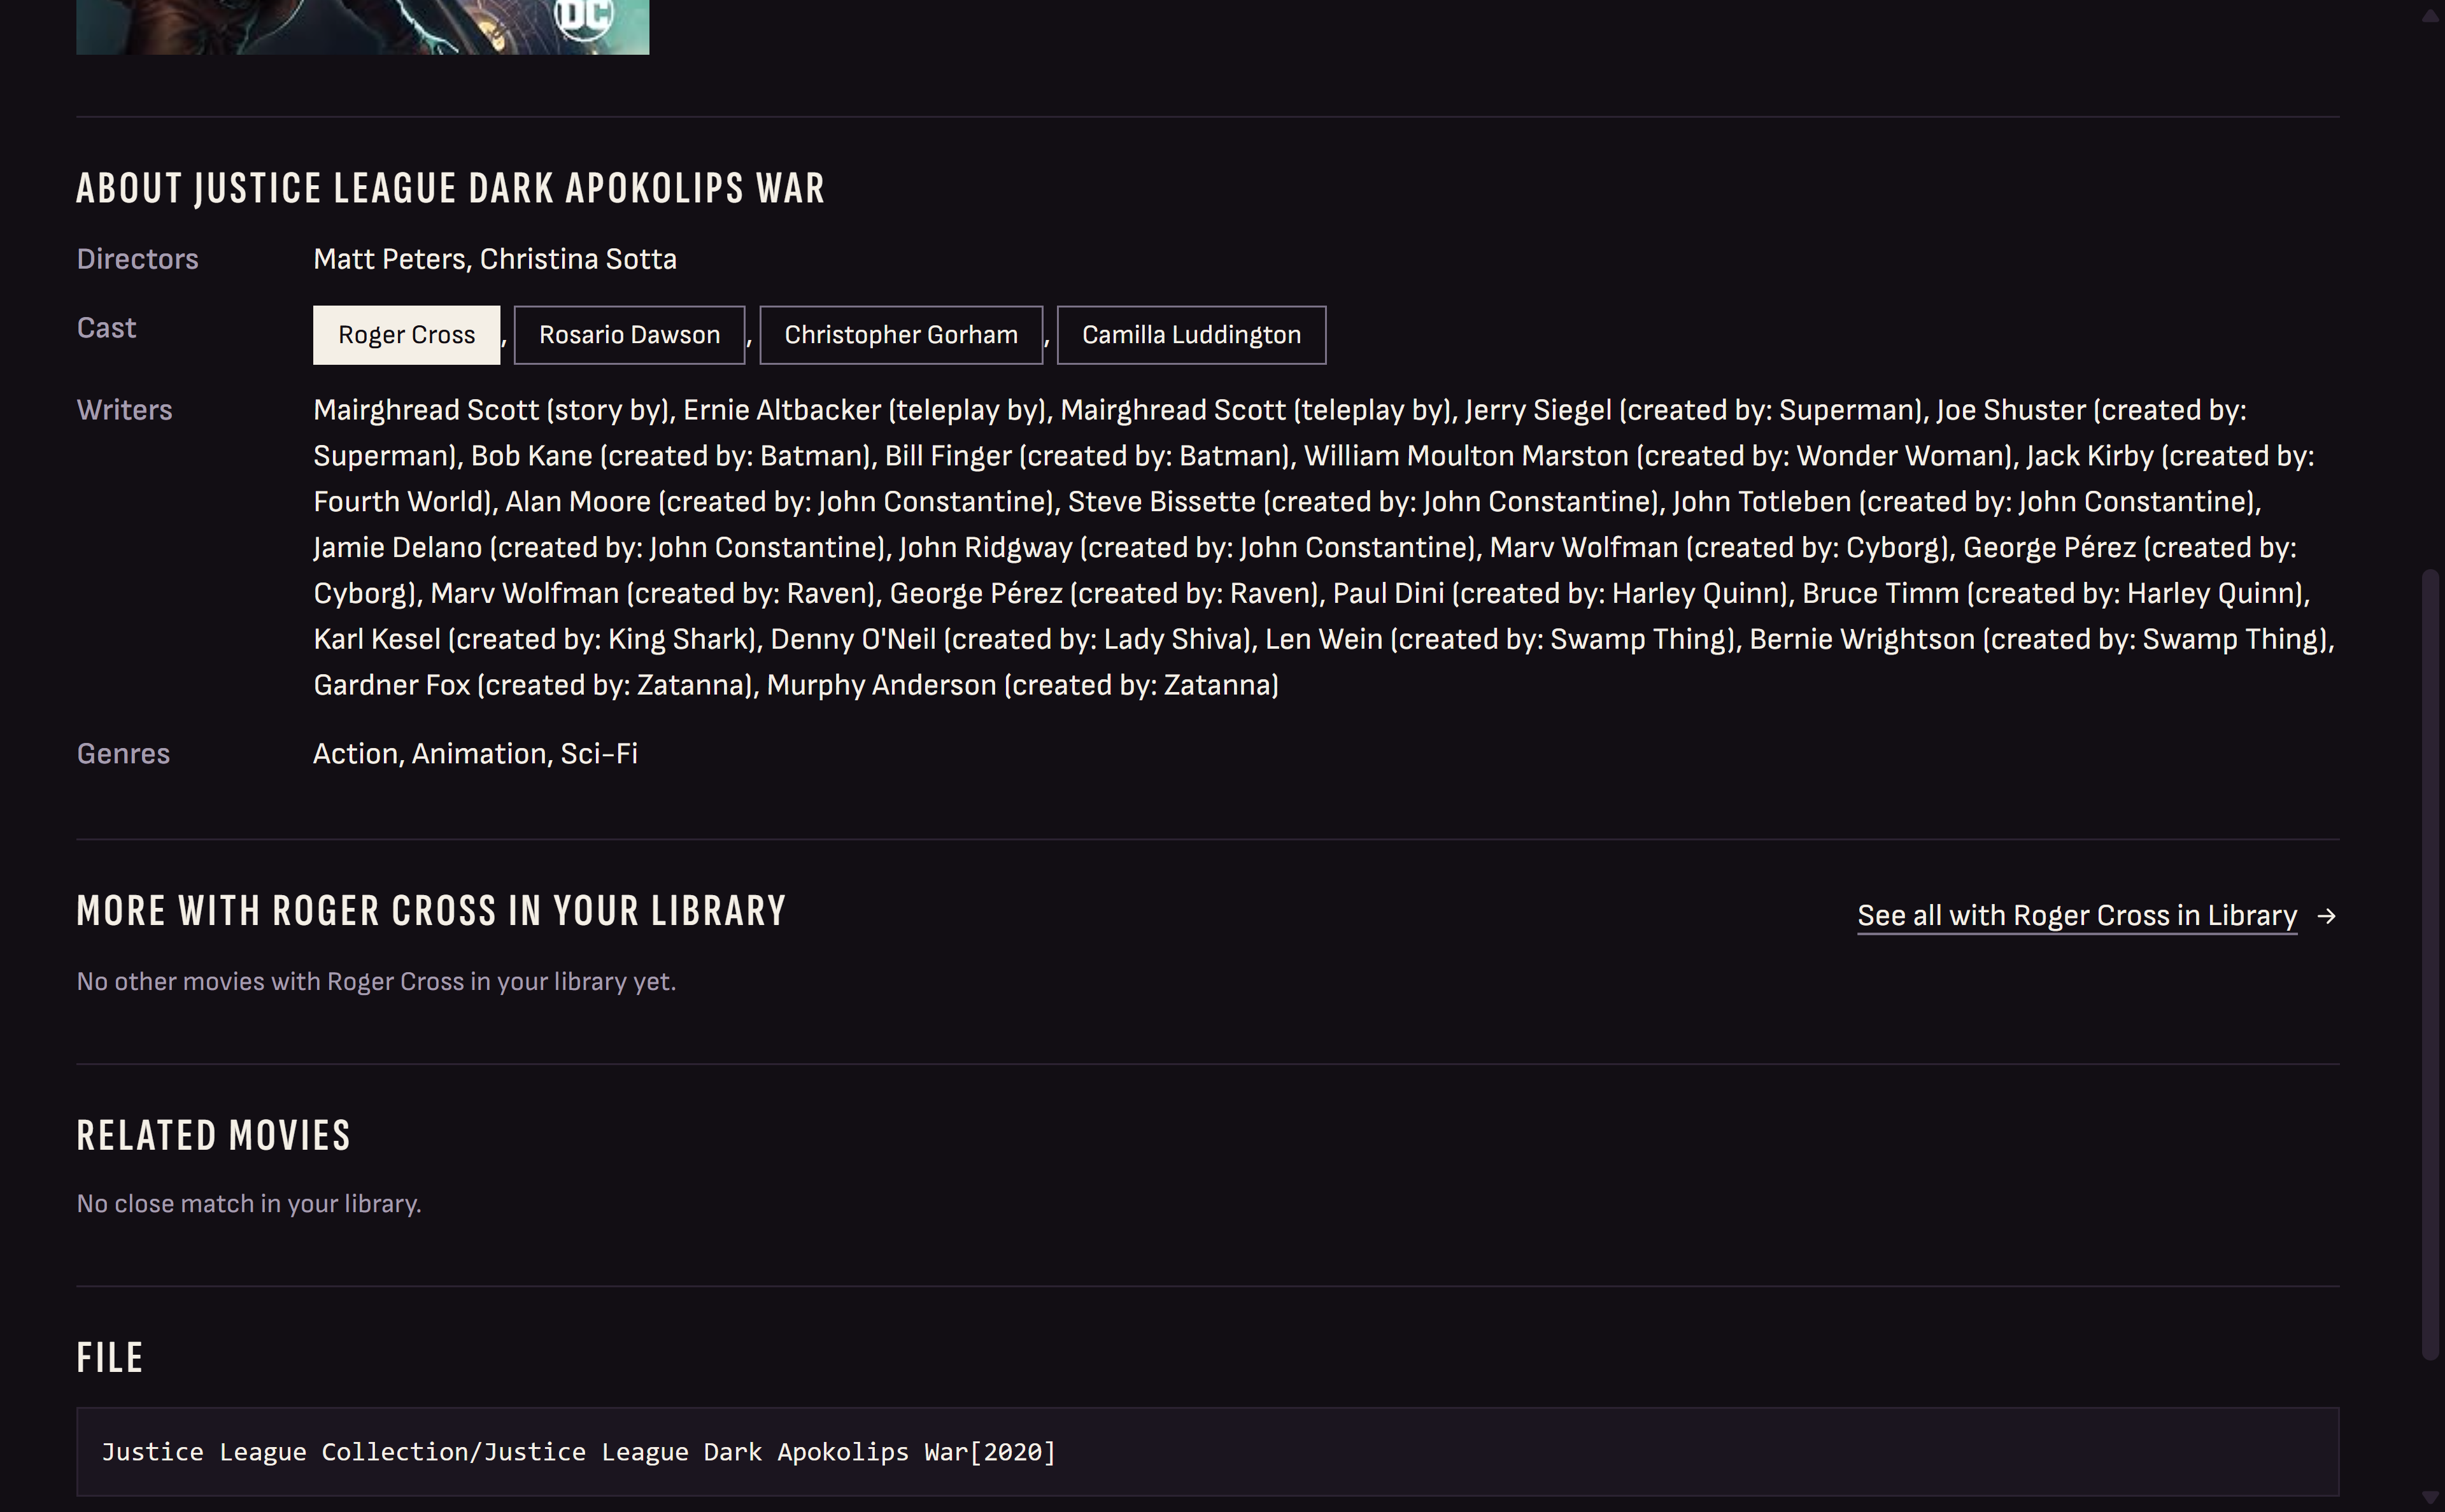 DC
ABOUT JUSTICE LEAGUE DARK APOKOLIPS WAR
Directors
Matt Peters, Christina Sotta
Cast
Roger Cross, Rosario Dawson, Christopher Gorham, Camilla Luddington
Writers
Mairghread Scott (story by), Ernie Altbacker (teleplay by), Mairghread Scott (teleplay by), Jerry Siegel (created by: Superman), Joe Shuster (created by:
Superman), Bob Kane (created by: Batman), Bill Finger (created by: Batman), William Moulton Marston (created by: Wonder Woman), Jack Kirby (created by:
Fourth World), Alan Moore (created by: John Constantine), Steve Bissette (created by: John Constantine), John Totleben (created by: John Constantine),
Jamie Delano (created by: John Constantine), John Ridgway (created by: John Constantine), Marv Wolfman (created by: Cyborg), George Pérez (created by:
Cyborg), Marv Wolfman (created by: Raven), George Pérez (created by: Raven), Paul Dini (created by: Harley Quinn), Bruce Timm (created by: Harley Quinn),
Karl Kesel (created by: King Shark), Denny O'Neil (created by: Lady Shiva), Len Wein (created by: Swamp Thing), Bernie Wrightson (created by: Swamp Thing),
Gardner Fox (created by: Zatanna), Murphy Anderson (created by: Zatanna)
Genres
Action, Animation, Sci-Fi
MORE WITH ROGER CROSS IN YOUR LIBRARY
See all with Roger Cross in Library →
No other movies with Roger Cross in your library yet.
RELATED MOVIES
No close match in your library.
FILE
Justice League Collection/Justice League Dark Apokolips War[2020]